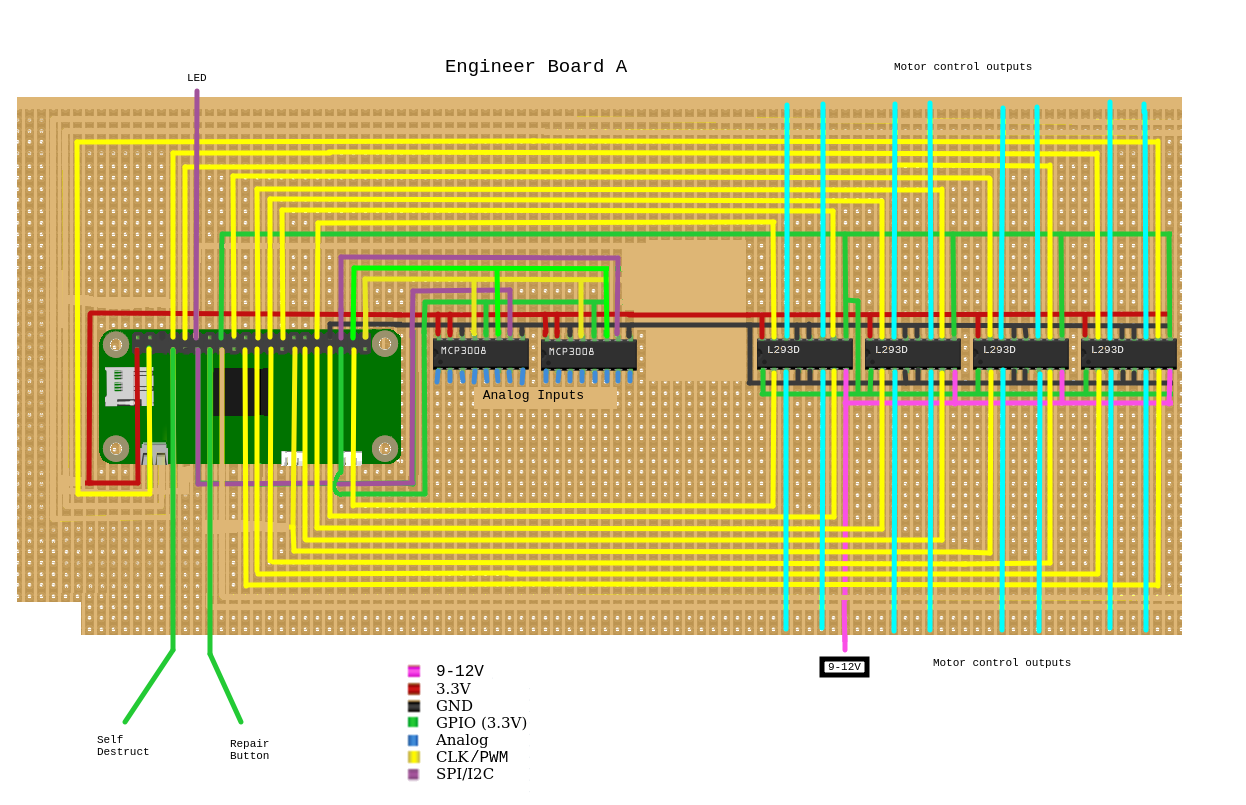 Engineer Board A
Motor control outputs
LED
MCP3008
MCP3008
L293D
L293D
L293D
L293D
Analog Inputs
9-12V
Motor control outputs
9-12V
3.3V
GND
GPIO (3.3V)
Analog
CLK/PWM
SPI/I2C
Self
Destruct
Repair
Button